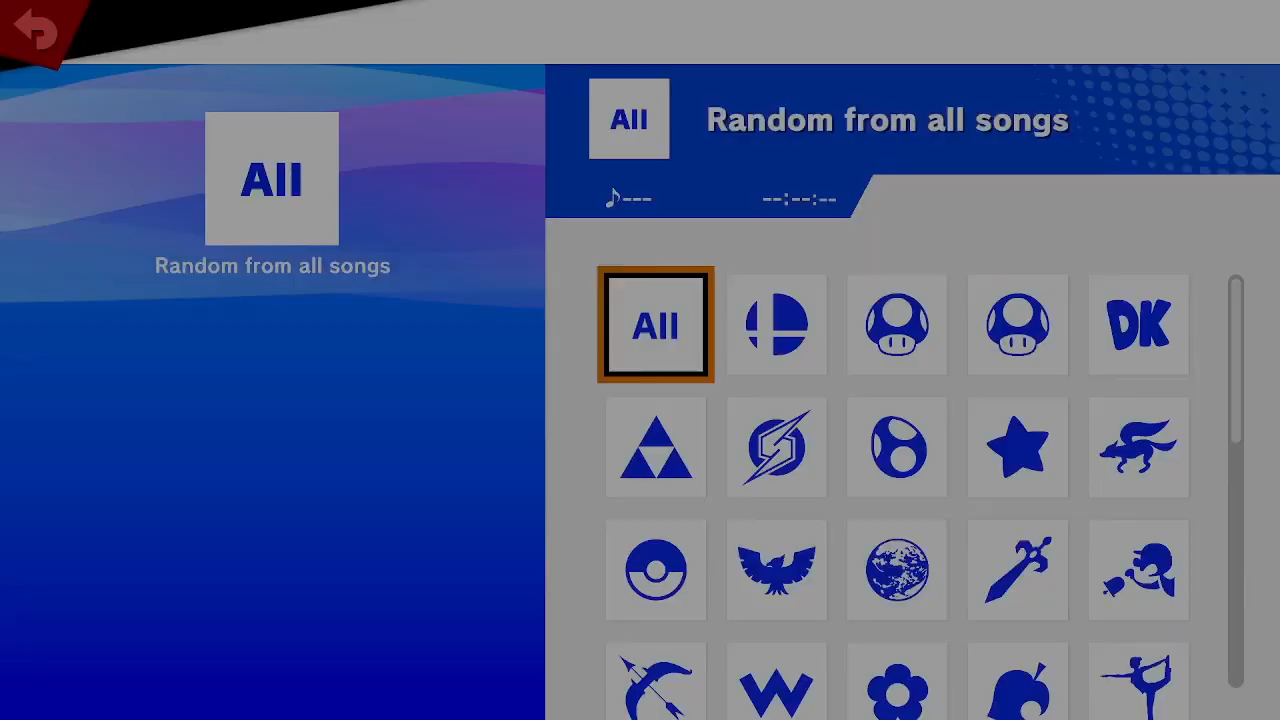 All
Random from all songs
All
Random from all songs
♪---
--:--:--
All
DK